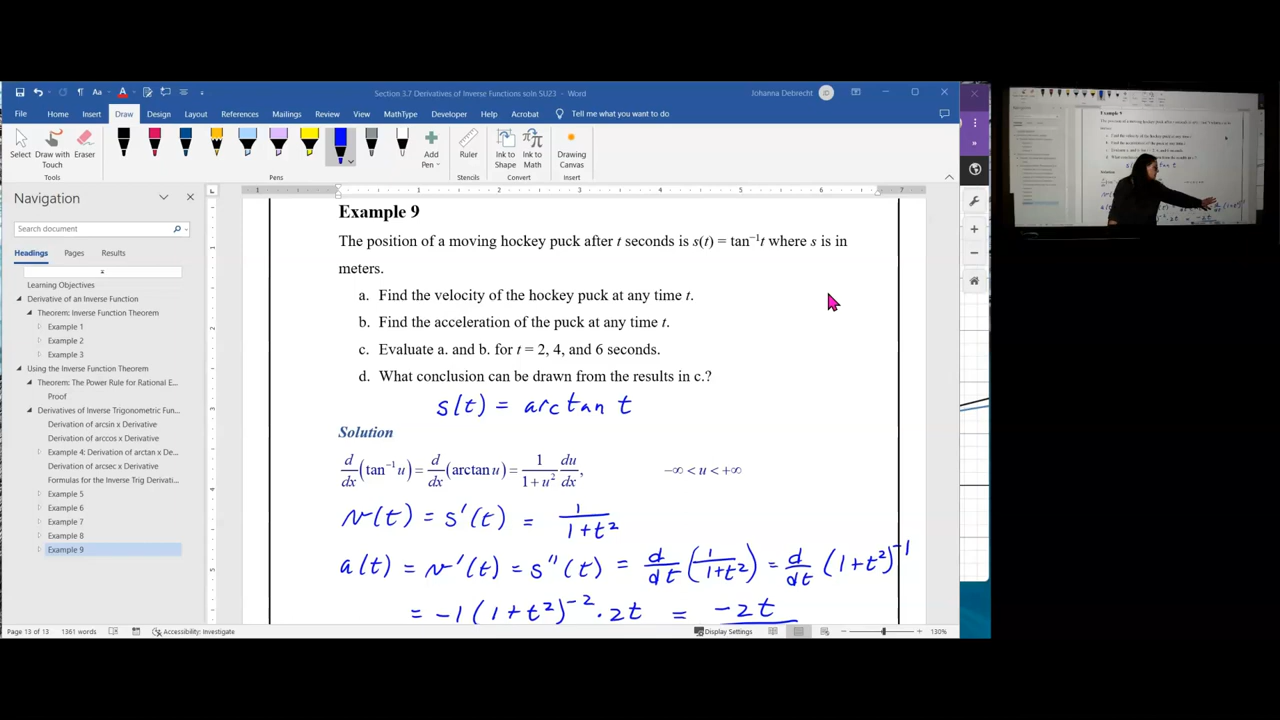 Section 3.7 Derivatives of Inverse Functions soln SU23 - Word
Johanna Debrecht JD
File Home Insert Draw Design Layout References Mailings Review View MathType Developer Help Acrobat Tell me what you want to do
Select Draw with Touch Eraser Add Pen Ruler Ink to Shape Ink to Math Drawing Canvas
Tools Pens Stencils Convert Insert
Navigation
Search document
Headings Pages Results
Learning Objectives
Derivative of an Inverse Function
Theorem: Inverse Function Theorem
Example 1
Example 2
Example 3
Using the Inverse Function Theorem
Theorem: The Power Rule for Rational E...
Proof
Derivatives of Inverse Trigonometric Fun...
Derivation of arcsin x Derivative
Derivation of arccos x Derivative
Example 4: Derivation of arctan x De...
Derivation of arcsec x Derivative
Formulas for the Inverse Trig Derivati...
Example 5
Example 6
Example 7
Example 8
Example 9
Example 9
The position of a moving hockey puck after t seconds is s(t) = tan⁻¹t where s is in
meters.
a. Find the velocity of the hockey puck at any time t.
b. Find the acceleration of the puck at any time t.
c. Evaluate a. and b. for t = 2, 4, and 6 seconds.
d. What conclusion can be drawn from the results in c.?
s(t) = arctan t
Solution
d/dx (tan⁻¹ u) = d/dx (arctan u) = 1/(1+u²) du/dx, −∞ < u < +∞
v(t) = s'(t) = 1/(1+t²)
a(t) = v'(t) = s''(t) = d/dt (1/(1+t²)) = d/dt (1+t²)⁻¹
= −1(1+t²)⁻² · 2t = −2t
Page 13 of 13 1361 words Accessibility: Investigate Display Settings 130%